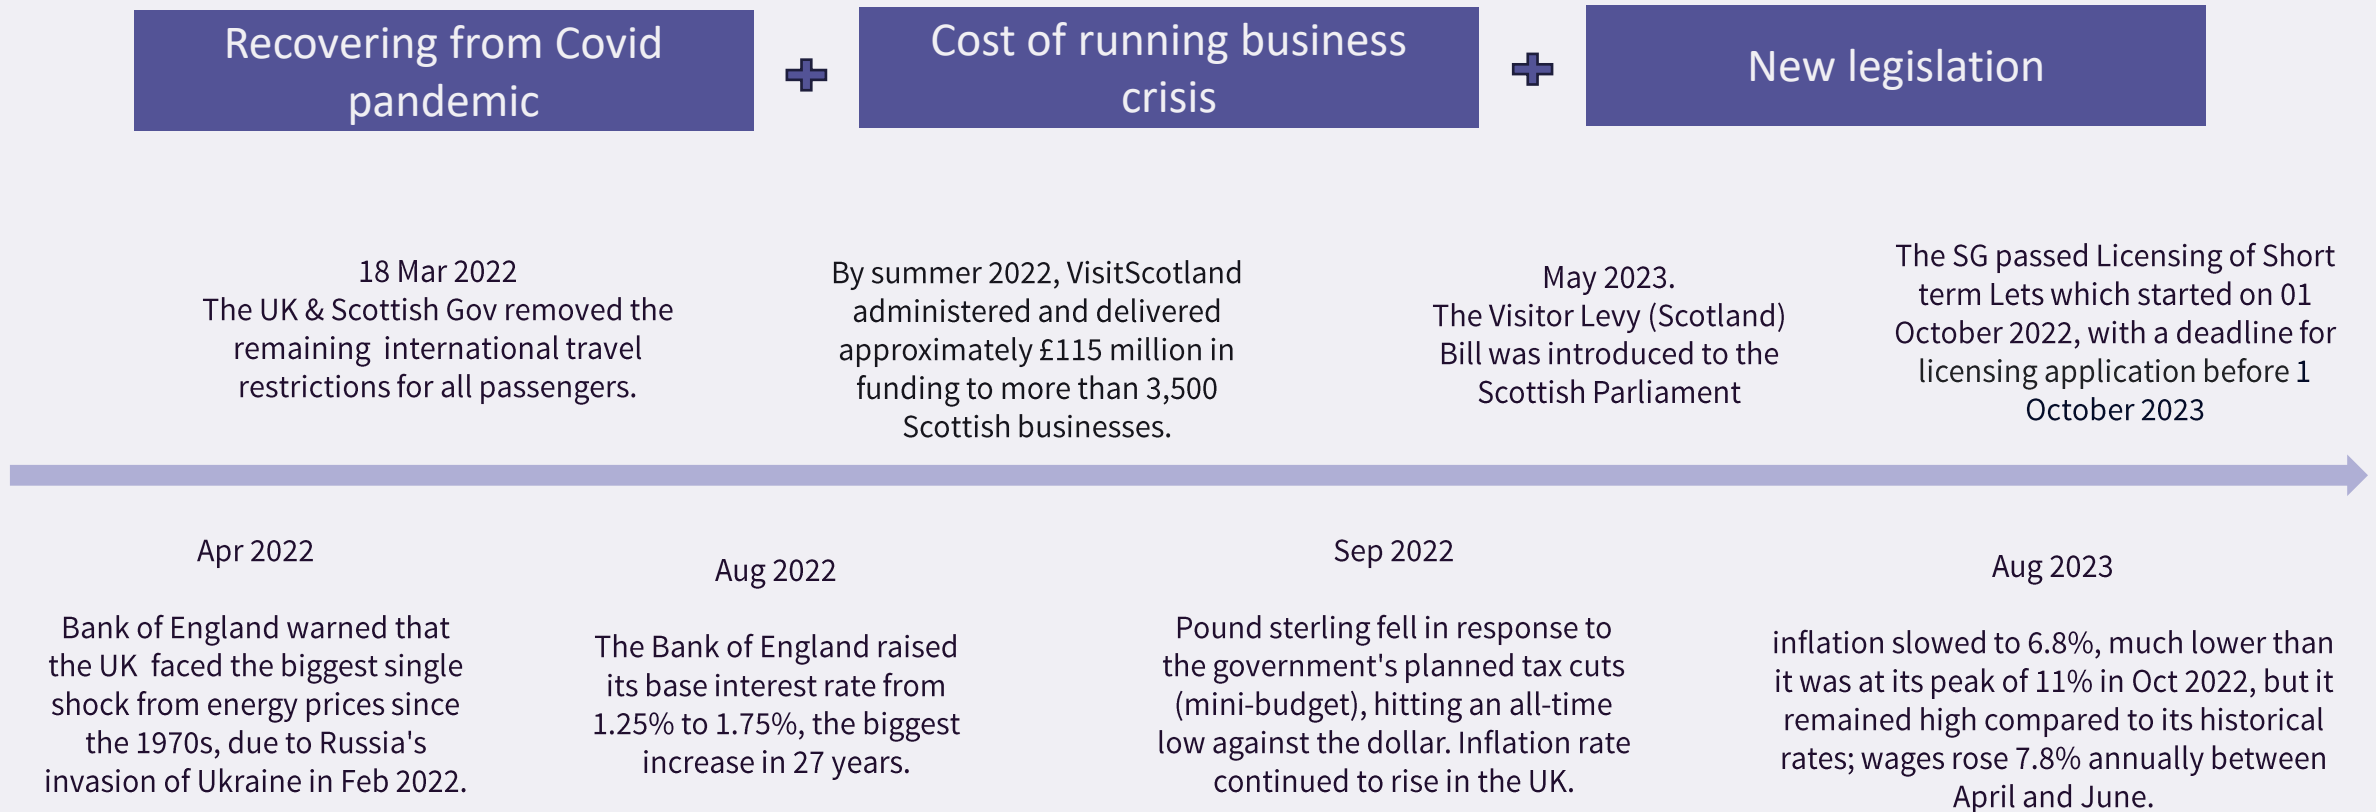 Recovering from Covid
pandemic
Cost of running business
crisis
New legislation
18 Mar 2022
The UK & Scottish Gov removed the
remaining  international travel
restrictions for all passengers.
By summer 2022, VisitScotland
administered and delivered
approximately £115 million in
funding to more than 3,500
Scottish businesses.
May 2023.
The Visitor Levy (Scotland)
Bill was introduced to the
Scottish Parliament
The SG passed Licensing of Short
term Lets which started on 01
October 2022, with a deadline for
licensing application before 1
October 2023
Apr 2022
Bank of England warned that
the UK  faced the biggest single
shock from energy prices since
the 1970s, due to Russia's
invasion of Ukraine in Feb 2022.
Aug 2022
The Bank of England raised
its base interest rate from
1.25% to 1.75%, the biggest
increase in 27 years.
Sep 2022
Pound sterling fell in response to
the government's planned tax cuts
(mini-budget), hitting an all-time
low against the dollar. Inflation rate
continued to rise in the UK.
Aug 2023
inflation slowed to 6.8%, much lower than
it was at its peak of 11% in Oct 2022, but it
remained high compared to its historical
rates; wages rose 7.8% annually between
April and June.